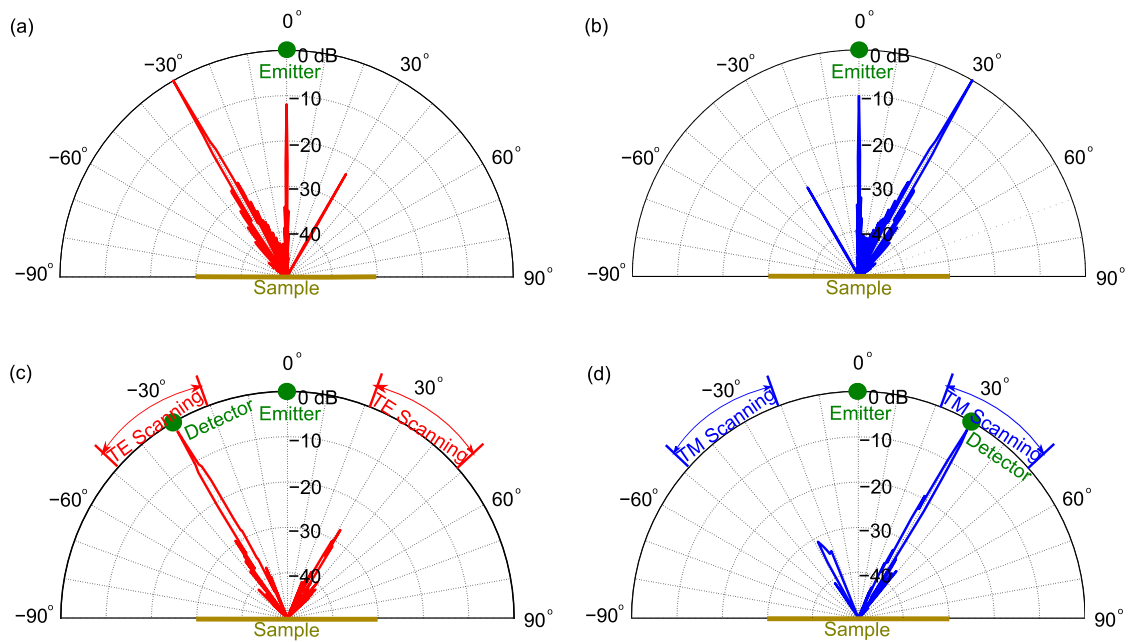 (a)
0°
−30°
30°
−60°
60°
−90°
90°
0 dB
−10
−20
−30
−40
Emitter
Sample
(b)
0°
−30°
30°
−60°
60°
−90°
90°
0 dB
−10
−20
−30
−40
Emitter
Sample
(c)
0°
−30°
30°
−60°
60°
−90°
90°
0 dB
−10
−20
−30
−40
TE Scanning
Detector
Emitter
TE Scanning
Sample
(d)
0°
−30°
30°
−60°
60°
−90°
90°
0 dB
−10
−20
−30
−40
TM Scanning
Emitter
TM Scanning
Detector
Sample